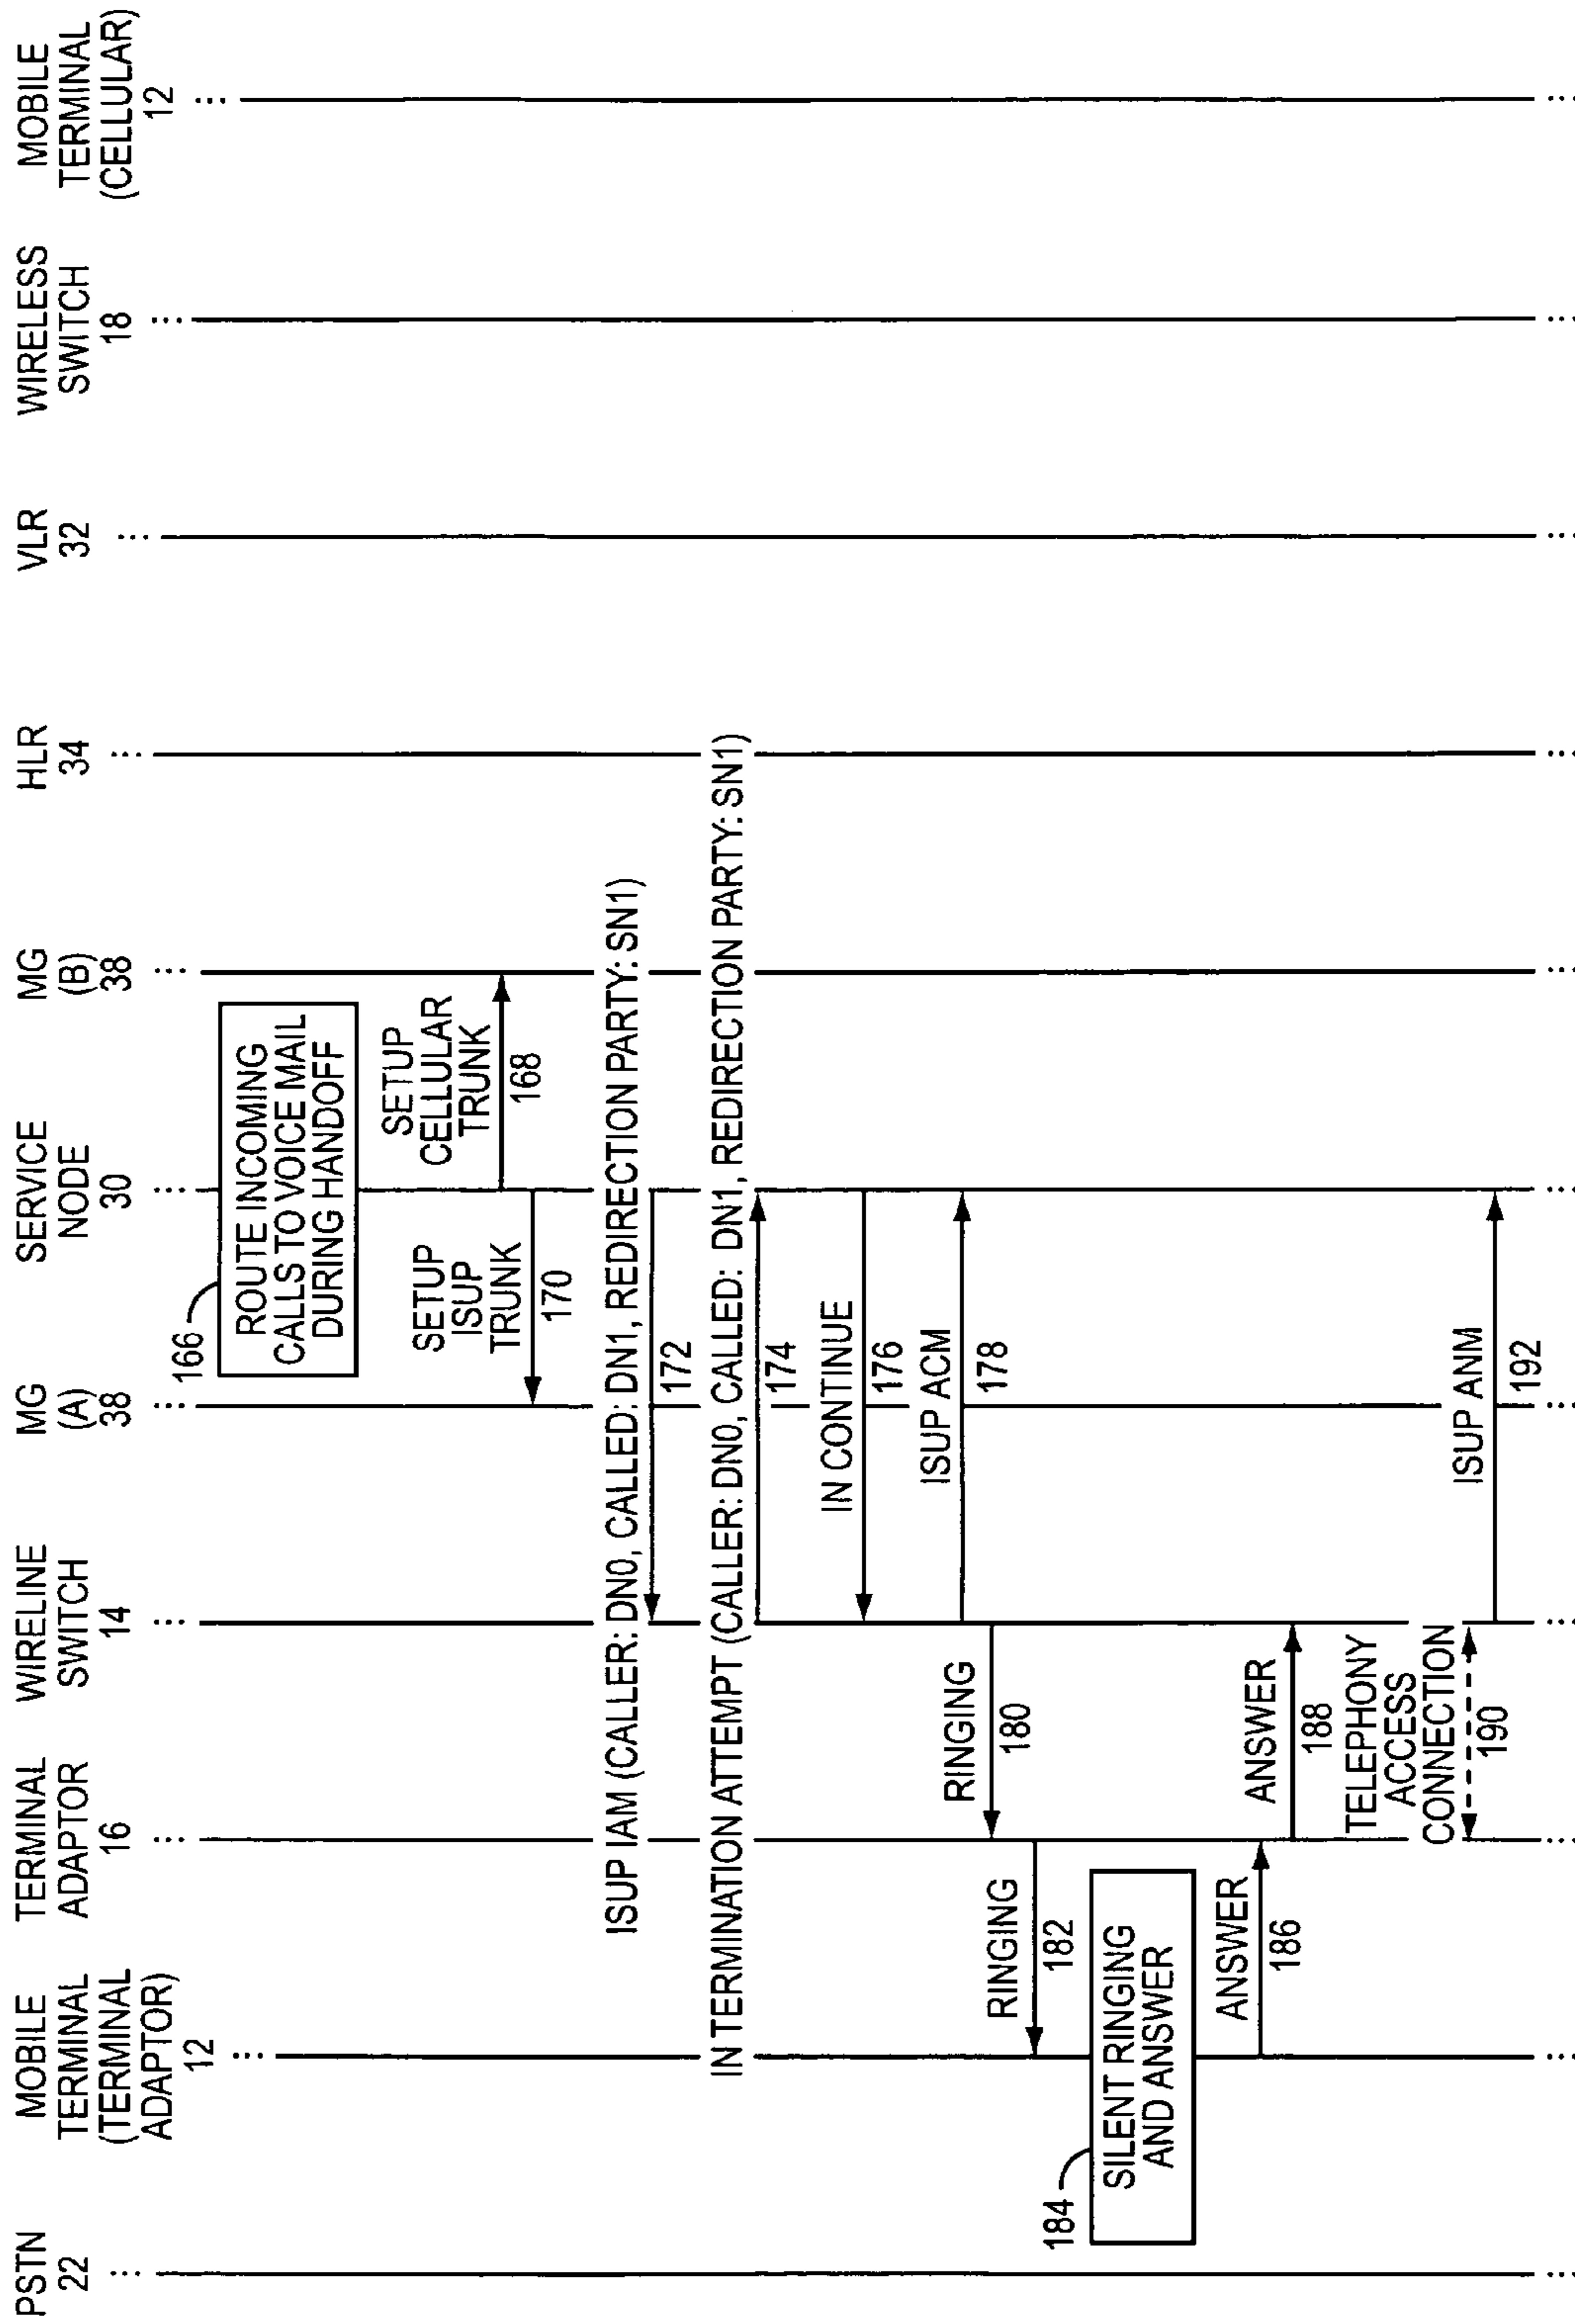 PSTN
22
MOBILE
TERMINAL
(TERMINAL
ADAPTOR)
12
TERMINAL
ADAPTOR
16
WIRELINE
SWITCH
14
MG
(A)
38
SERVICE
NODE
30
MG
(B)
38
HLR
34
VLR
32
WIRELESS
SWITCH
18
MOBILE
TERMINAL
(CELLULAR)
12
166
ROUTE INCOMING
CALLS TO VOICE MAIL
DURING HANDOFF
SETUP
CELLULAR
TRUNK
168
SETUP
ISUP
TRUNK
170
ISUP IAM (CALLER: DN0, CALLED: DN1, REDIRECTION PARTY: SN1)
172
IN TERMINATION ATTEMPT (CALLER: DN0, CALLED: DN1, REDIRECTION PARTY: SN1)
174
IN CONTINUE
176
ISUP ACM
178
RINGING
180
RINGING
182
184
SILENT RINGING
AND ANSWER
ANSWER
186
ANSWER
188
TELEPHONY
ACCESS
CONNECTION
190
ISUP ANM
192